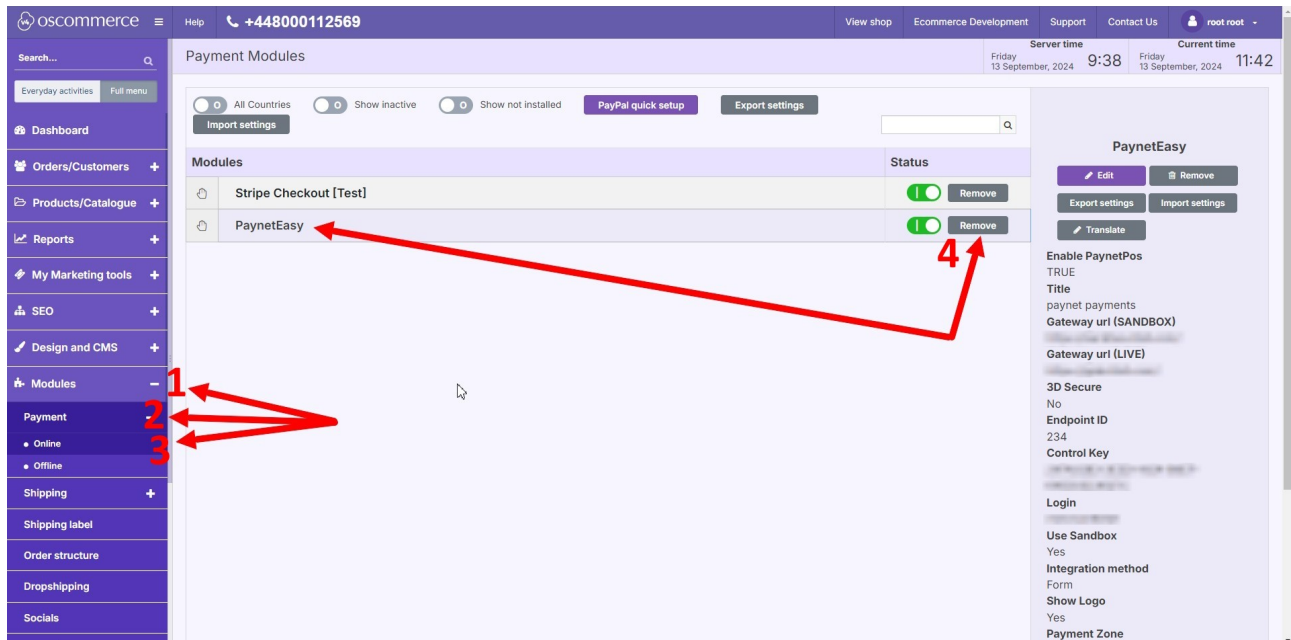 oscommerce
Help
+448000112569
View shop
Ecommerce Development
Support
Contact Us
root root
Search...
Payment Modules
Server time
Friday
13 September, 2024
9:38
Current time
Friday
13 September, 2024
11:42
Everyday activities
Full menu
Dashboard
Orders/Customers
Products/Catalogue
Reports
My Marketing tools
SEO
Design and CMS
Modules
1
Payment
2
Online
3
Offline
Shipping
Shipping label
Order structure
Dropshipping
Socials
All Countries
Show inactive
Show not installed
PayPal quick setup
Export settings
Import settings
Modules
Status
Stripe Checkout [Test]
Remove
PaynetEasy
Remove
4
PaynetEasy
Edit
Remove
Export settings
Import settings
Translate
Enable PaynetPos
TRUE
Title
paynet payments
Gateway url (SANDBOX)
Gateway url (LIVE)
3D Secure
No
Endpoint ID
234
Control Key
Login
Use Sandbox
Yes
Integration method
Form
Show Logo
Yes
Payment Zone